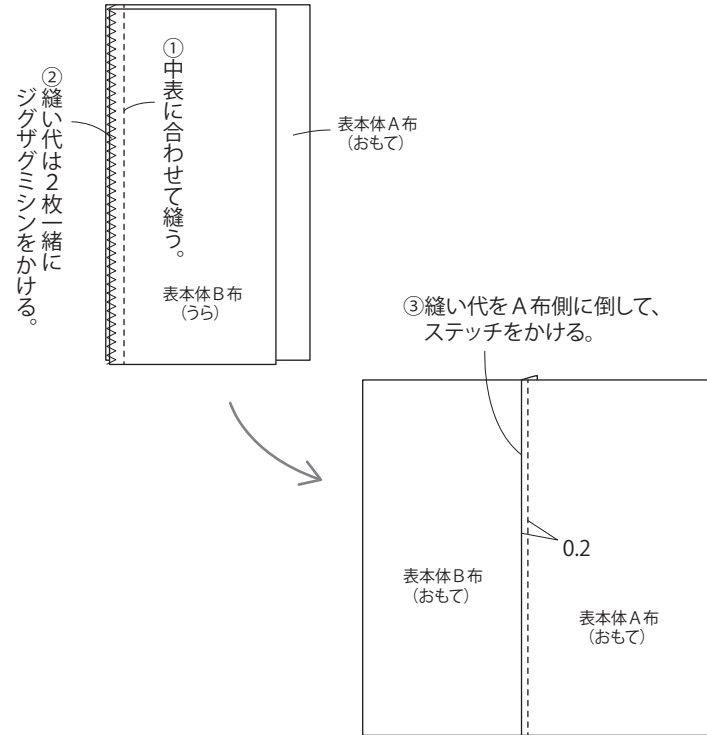 ①中表に合わせて縫う。
②縫い代は2枚一緒に
ジグザグミシンをかける。
表本体A布
（おもて）
表本体B布
（うら）
③縫い代をA布側に倒して、
ステッチをかける。
0.2
表本体B布
（おもて）
表本体A布
（おもて）